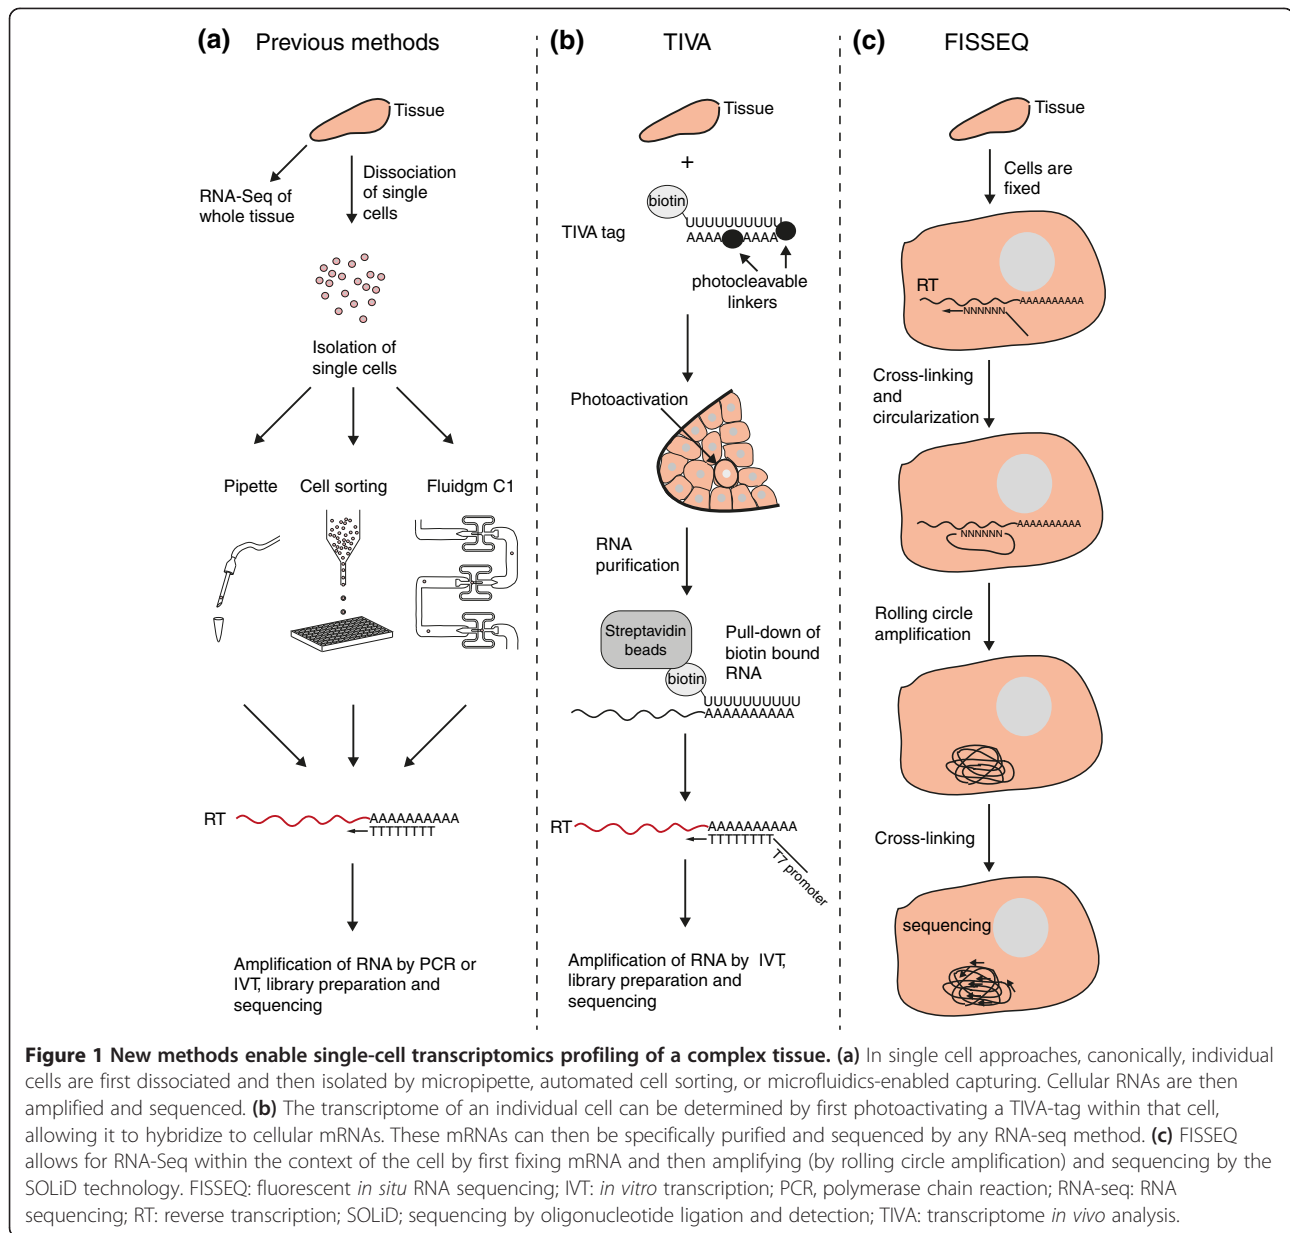 (a) Previous methods
Tissue
RNA-Seq of
whole tissue
Dissociation
of single
cells
Isolation of
single cells
Pipette
Cell sorting
Fluidgm C1
RT
AAAAAAAAAA
TTTTTTTT
Amplification of RNA by PCR or
IVT, library preparation and
sequencing
(b) TIVA
Tissue
+
biotin
UUUUUUUUUU
TIVA tag
AAAA AAAA
photocleavable
linkers
Photoactivation
RNA
purification
Streptavidin
beads
Pull-down of
biotin bound
RNA
biotin
UUUUUUUUUU
AAAAAAAAAA
RT
AAAAAAAAAA
TTTTTTTT
T7 promoter
Amplification of RNA by IVT,
library preparation and
sequencing
(c) FISSEQ
Tissue
Cells are
fixed
RT
AAAAAAAAAA
NNNNNN
Cross-linking
and
circularization
AAAAAAAAAA
NNNNNN
Rolling circle
amplification
Cross-linking
sequencing
Figure 1 New methods enable single-cell transcriptomics profiling of a complex tissue. (a) In single cell approaches, canonically, individual
cells are first dissociated and then isolated by micropipette, automated cell sorting, or microfluidics-enabled capturing. Cellular RNAs are then
amplified and sequenced. (b) The transcriptome of an individual cell can be determined by first photoactivating a TIVA-tag within that cell,
allowing it to hybridize to cellular mRNAs. These mRNAs can then be specifically purified and sequenced by any RNA-seq method. (c) FISSEQ
allows for RNA-Seq within the context of the cell by first fixing mRNA and then amplifying (by rolling circle amplification) and sequencing by the
SOLiD technology. FISSEQ: fluorescent in situ RNA sequencing; IVT: in vitro transcription; PCR, polymerase chain reaction; RNA-seq: RNA
sequencing; RT: reverse transcription; SOLiD; sequencing by oligonucleotide ligation and detection; TIVA: transcriptome in vivo analysis.